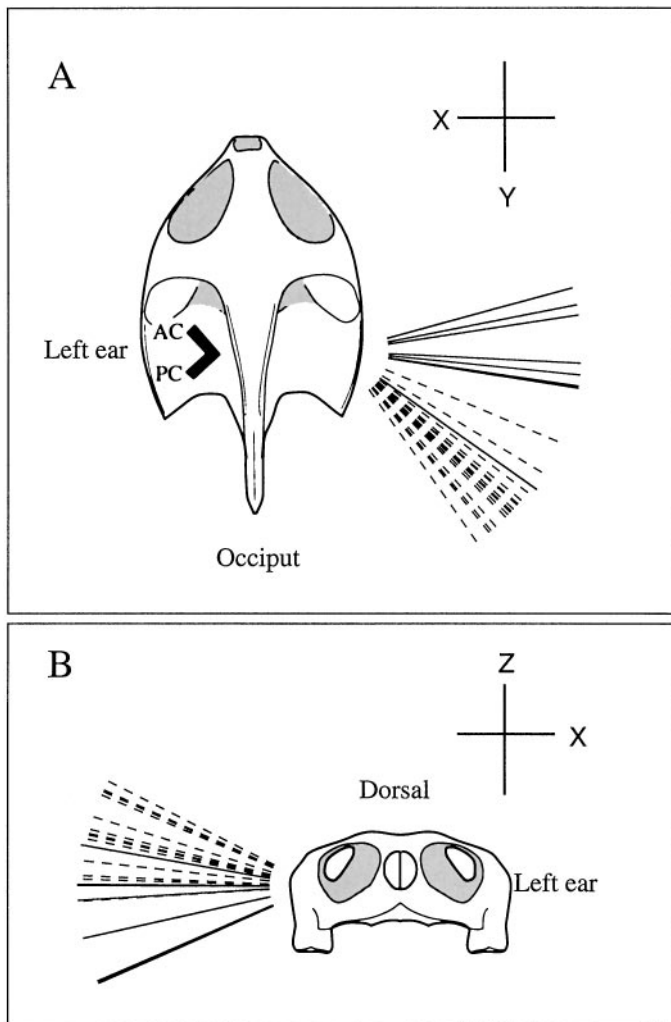 A
X
Y
AC
Left ear
PC
Occiput
B
Z
X
Dorsal
Left ear